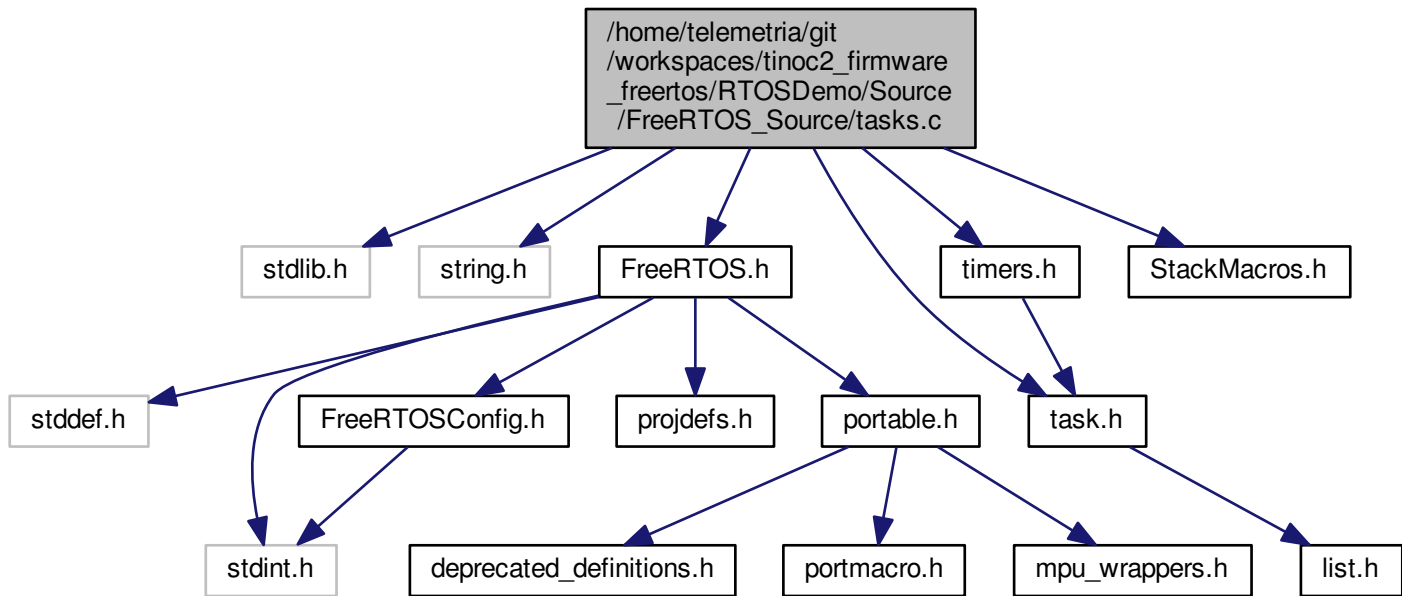 /home/telemetria/git
/workspaces/tinoc2_firmware
_freertos/RTOSDemo/Source
/FreeRTOS_Source/tasks.c
stdlib.h
string.h
FreeRTOS.h
timers.h
StackMacros.h
stddef.h
FreeRTOSConfig.h
projdefs.h
portable.h
task.h
stdint.h
deprecated_definitions.h
portmacro.h
mpu_wrappers.h
list.h